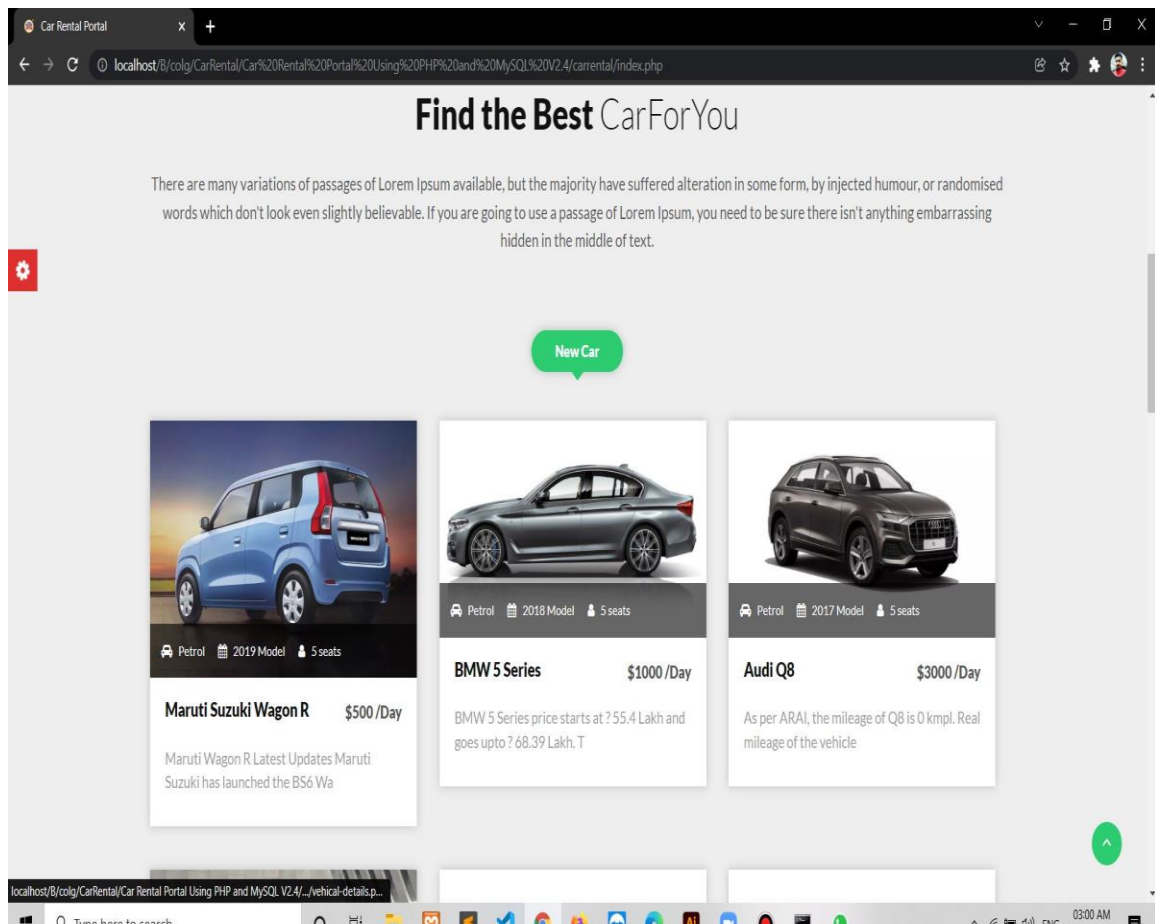 Car Rental Portal
localhost/B/colg/CarRental/Car%20Rental%20Portal%20Using%20PHP%20and%20MySQL%20V2.4/carrental/index.php
Find the Best CarForYou
There are many variations of passages of Lorem Ipsum available, but the majority have suffered alteration in some form, by injected humour, or randomised
words which don't look even slightly believable. If you are going to use a passage of Lorem Ipsum, you need to be sure there isn't anything embarrassing
hidden in the middle of text.
New Car
Petrol 2019 Model 5 seats
Maruti Suzuki Wagon R $500 /Day
Maruti Wagon R Latest Updates Maruti
Suzuki has launched the BS6 Wa
Petrol 2018 Model 5 seats
BMW 5 Series $1000 /Day
BMW 5 Series price starts at ? 55.4 Lakh and
goes upto ? 68.39 Lakh. T
Petrol 2017 Model 5 seats
Audi Q8 $3000 /Day
As per ARAI, the mileage of Q8 is 0 kmpl. Real
mileage of the vehicle
localhost/B/colg/CarRental/Car Rental Portal Using PHP and MySQL V2.4/.../vehical-details.p...
Type here to search
Ai
ENG
03:00 AM